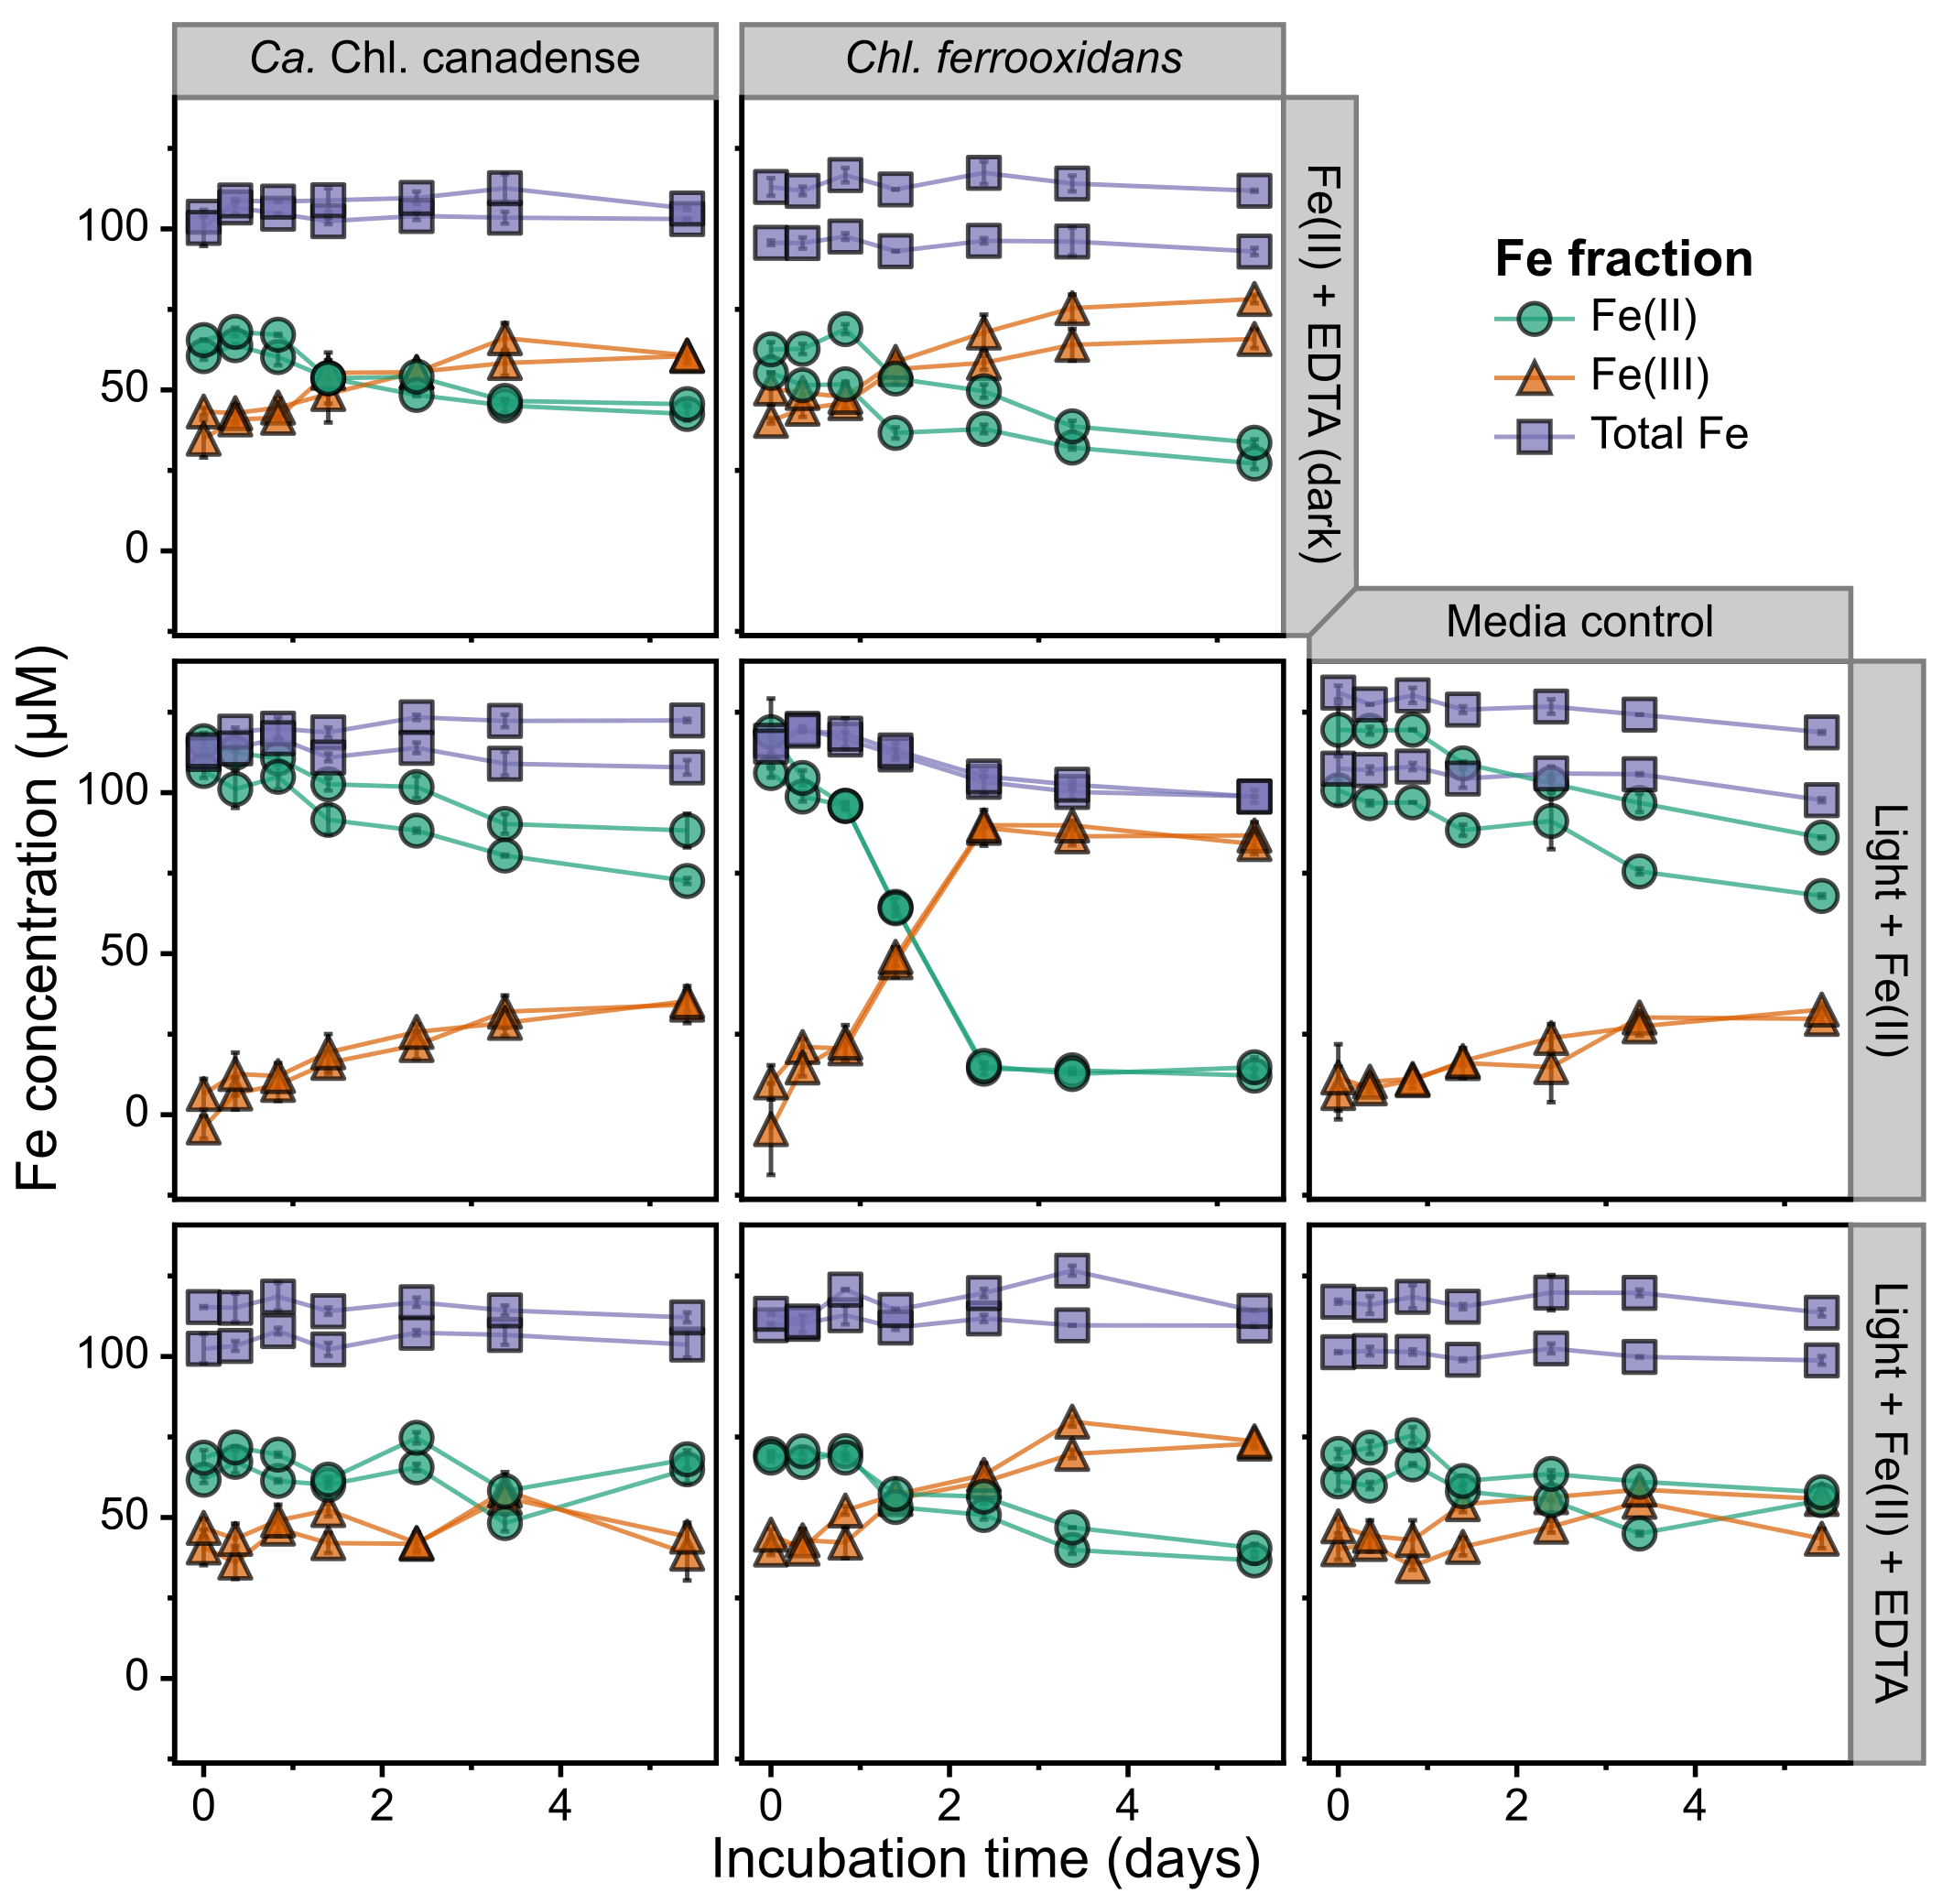 Ca. Chl. canadense
Chl. ferrooxidans
Fe(II) + EDTA (dark)
Fe fraction
Fe(II)
Fe(III)
Total Fe
100
50
0
Media control
Fe concentration (µM)
100
50
0
Light + Fe(II)
100
50
0
Light + Fe(II) + EDTA
0 2 4
0 2 4
0 2 4
Incubation time (days)